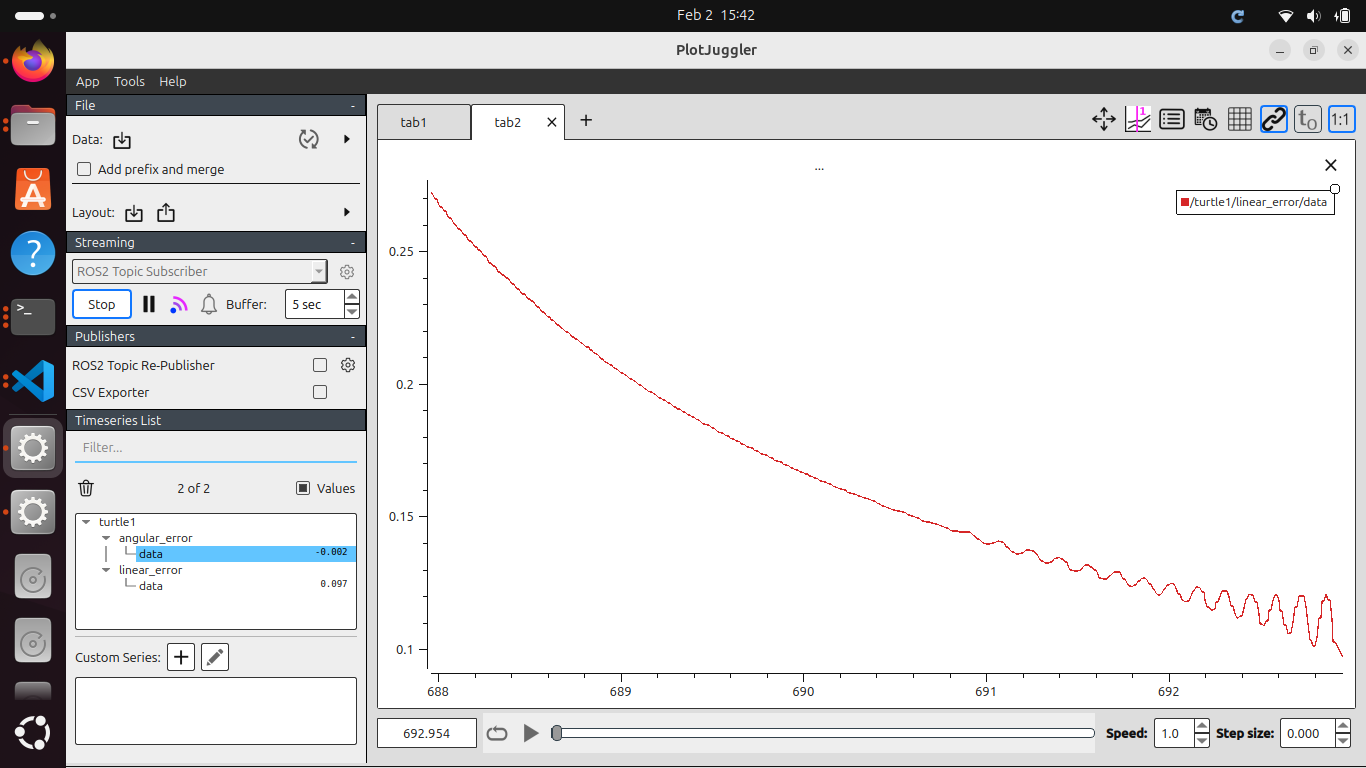 Feb 2 15:42
PlotJuggler
App Tools Help
File -
Data:
Add prefix and merge
Layout:
Streaming -
ROS2 Topic Subscriber
Stop Buffer: 5 sec
Publishers -
ROS2 Topic Re-Publisher
CSV Exporter
Timeseries List
Filter...
2 of 2 Values
turtle1
angular_error
data -0.002
linear_error
data 0.097
Custom Series:
tab1 tab2 +
1 t0 1:1
...
/turtle1/linear_error/data
0.25
0.2
0.15
0.1
688 689 690 691 692
692.954 Speed: 1.0 Step size: 0.000